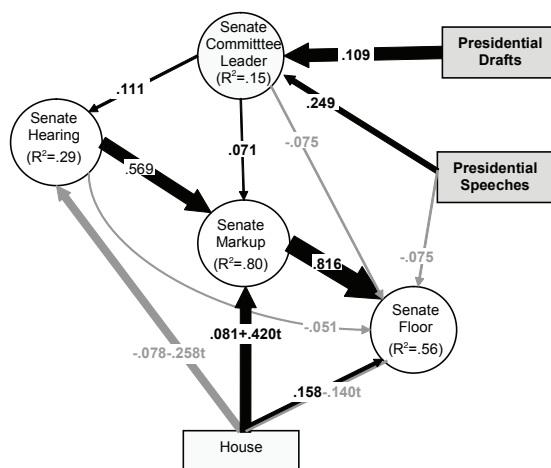 Senate
Committtee
Leader
(R²=.15)
Presidential
Drafts
.109
.111
.249
Senate
Hearing
(R²=.29)
.569
.071
-.075
Presidential
Speeches
Senate
Markup
(R²=.80)
.816
-.075
Senate
Floor
(R²=.56)
-.051
.081+.420t
-.078-.258t
.158-.140t
House